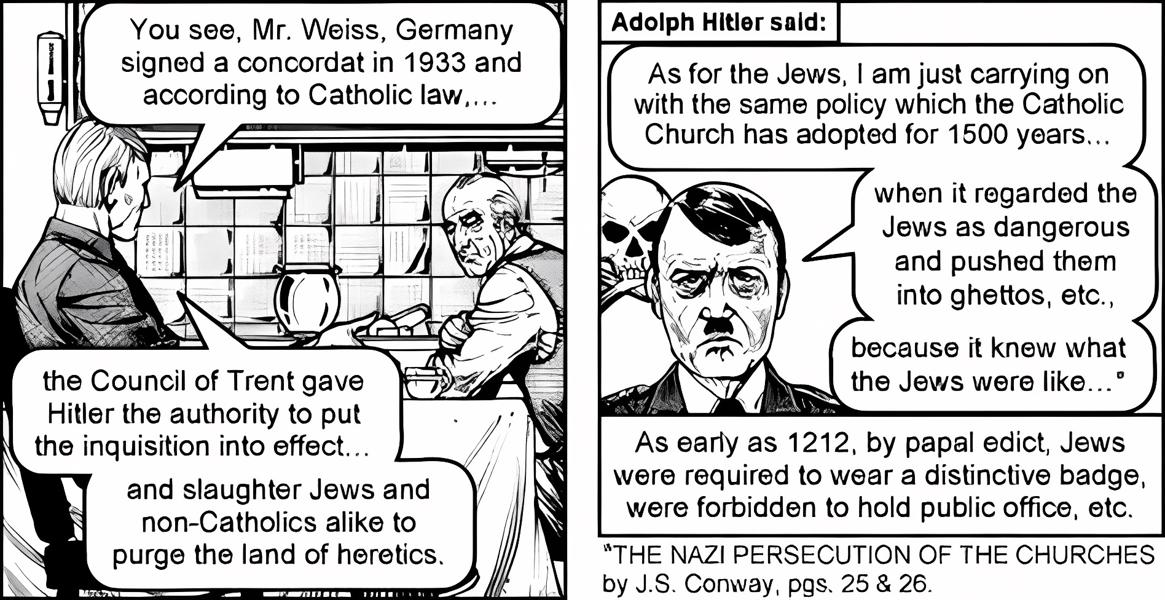 You see, Mr. Weiss, Germany
signed a concordat in 1933 and
according to Catholic law,...
the Council of Trent gave
Hitler the authority to put
the inquisition into effect...
and slaughter Jews and
non-Catholics alike to
purge the land of heretics.
Adolph Hitler said:
As for the Jews, I am just carrying on
with the same policy which the Catholic
Church has adopted for 1500 years...
when it regarded the
Jews as dangerous
and pushed them
into ghettos, etc.,
because it knew what
the Jews were like..."
As early as 1212, by papal edict, Jews
were required to wear a distinctive badge,
were forbidden to hold public office, etc.
"THE NAZI PERSECUTION OF THE CHURCHES
by J.S. Conway, pgs. 25 & 26.